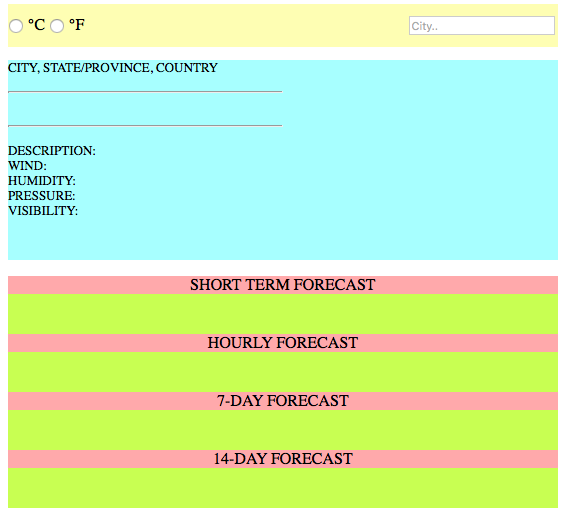 °C °F City..
CITY, STATE/PROVINCE, COUNTRY
DESCRIPTION:
WIND:
HUMIDITY:
PRESSURE:
VISIBILITY:
SHORT TERM FORECAST
HOURLY FORECAST
7-DAY FORECAST
14-DAY FORECAST